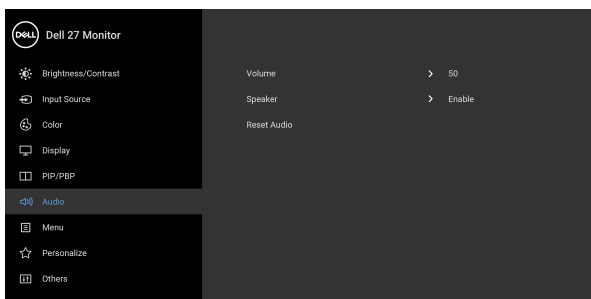 DELL Dell 27 Monitor
Brightness/Contrast Volume 50
Input Source Speaker Enable
Color Reset Audio
Display
PIP/PBP
Audio
Menu
Personalize
Others